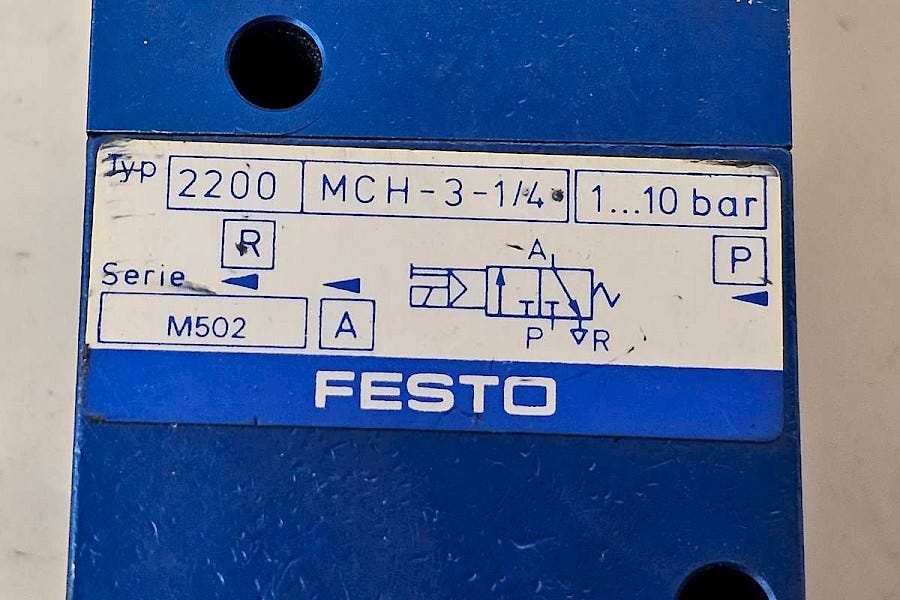 Typ 2200 MCH-3-1/4 1...10 bar
R P
Serie
M502 A
A
P R
FESTO